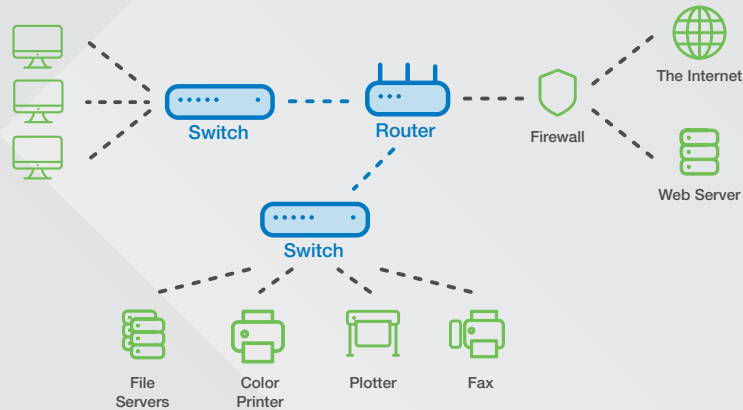 The Internet
Switch
Router
Firewall
Web Server
Switch
File
Servers
Color
Printer
Plotter
Fax